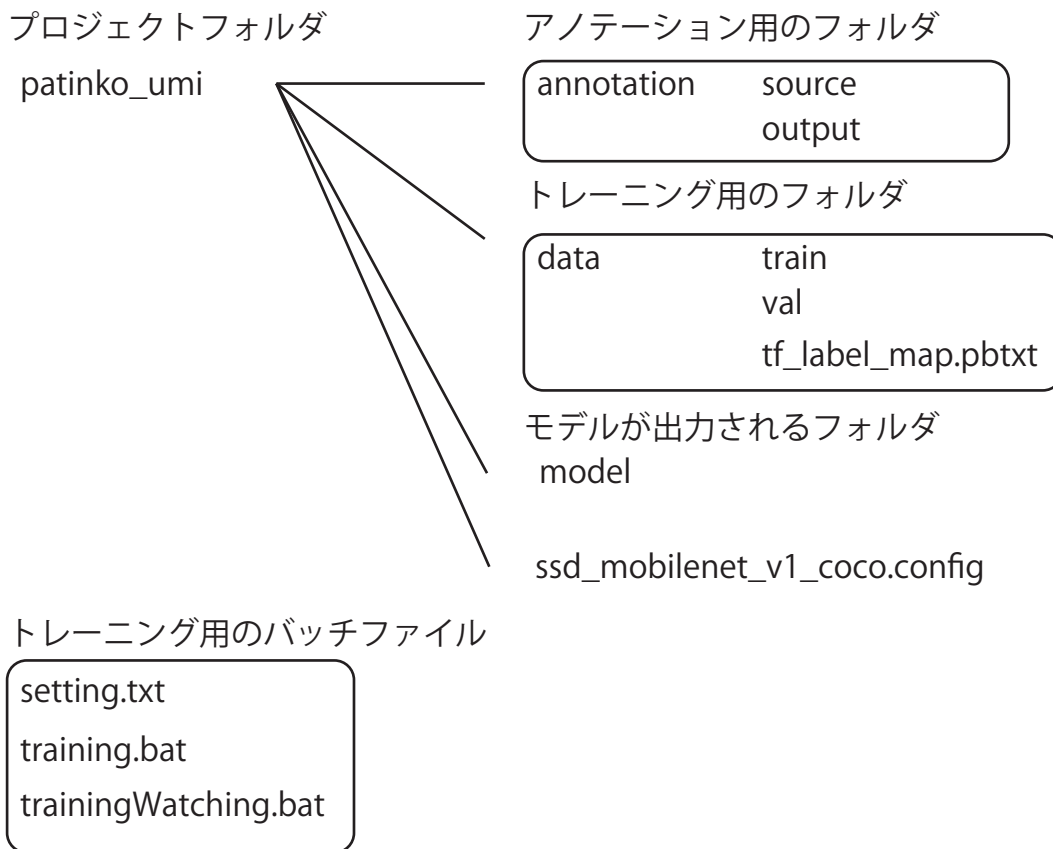 プロジェクトフォルダ
patinko_umi
アノテーション用のフォルダ
annotation source
output
トレーニング用のフォルダ
data train
val
tf_label_map.pbtxt
モデルが出力されるフォルダ
model
ssd_mobilenet_v1_coco.config
トレーニング用のバッチファイル
setting.txt
training.bat
trainingWatching.bat